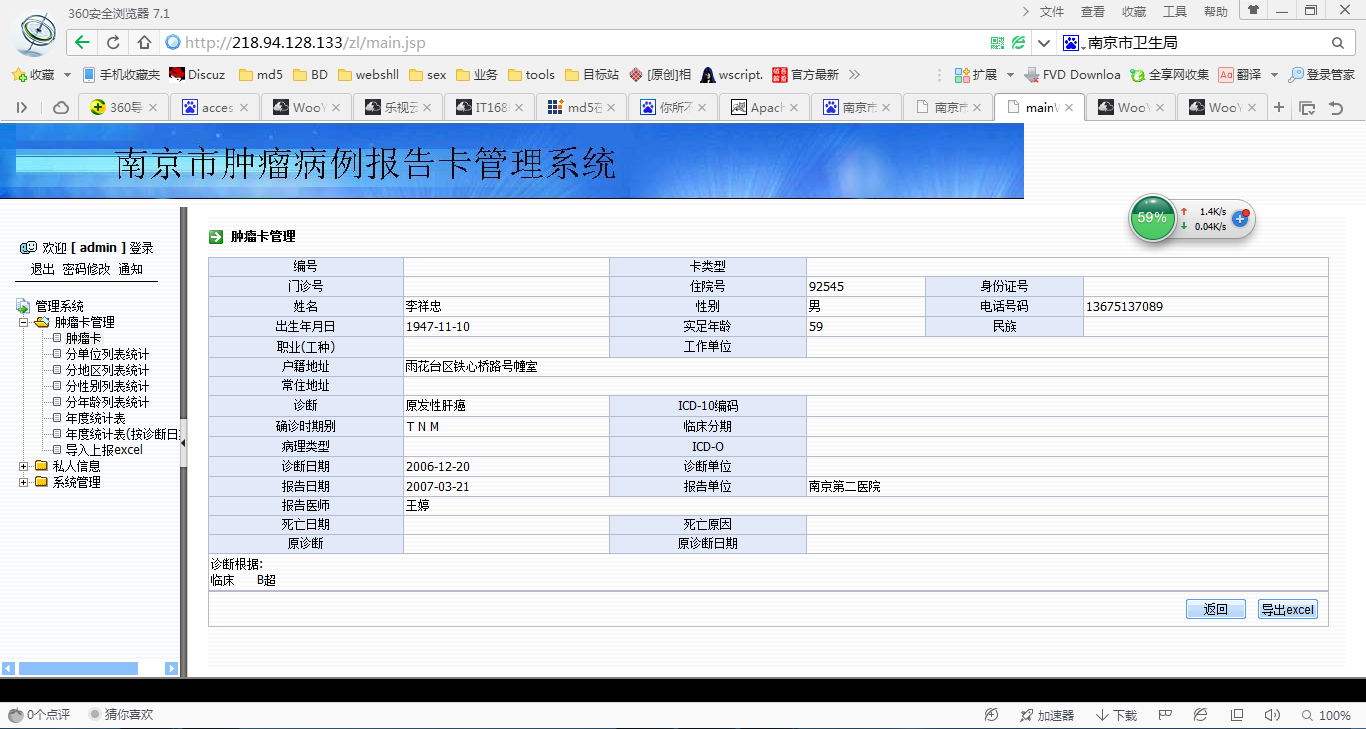 360安全浏览器 7.1
文件 查看 收藏 工具 帮助
http://218.94.128.133/zl/main.jsp
南京市卫生局
收藏 手机收藏夹 Discuz md5 BD webshll sex 业务 tools 目标站 [原创]相 wscript. 官方最新 扩展 FVD Downloa 全享网收集 翻译 登录管家
360导 acces WooY 乐视云 IT168 md5在 你所不 Apach 南京市 南京市 main WooY WooY
南京市肿瘤病例报告卡管理系统
59% 1.4K/s
0.04K/s
欢迎 [ admin ] 登录
退出 密码修改 通知
管理系统
肿瘤卡管理
肿瘤卡
分单位列表统计
分地区列表统计
分性别列表统计
分年龄列表统计
年度统计表
年度统计表(按诊断日
导入上报excel
私人信息
系统管理
肿瘤卡管理
编号 卡类型
门诊号 住院号 92545 身份证号
姓名 李祥忠 性别 男 电话号码 13675137089
出生年月日 1947-11-10 实足年龄 59 民族
职业(工种) 工作单位
户籍地址 雨花台区铁心桥路号幢室
常住地址
诊断 原发性肝癌 ICD-10编码
确诊时期别 T N M 临床分期
病理类型 ICD-O
诊断日期 2006-12-20 诊断单位
报告日期 2007-03-21 报告单位 南京第二医院
报告医师 王婷
死亡日期 死亡原因
原诊断 原诊断日期
诊断根据:
临床 B超
返回 导出excel
0个点评 猜你喜欢 加速器 下载 100%